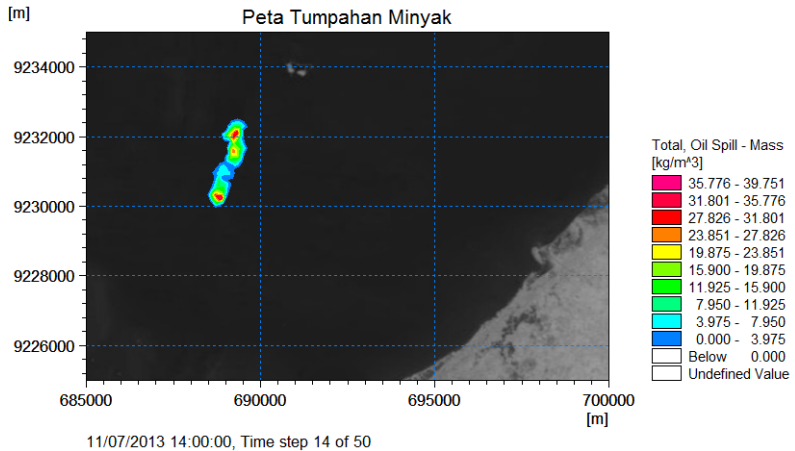 [m]
Peta Tumpahan Minyak
9234000
9232000
9230000
9228000
9226000
685000 690000 695000 700000
[m]
11/07/2013 14:00:00, Time step 14 of 50
Total, Oil Spill - Mass
[kg/m^3]
35.776 - 39.751
31.801 - 35.776
27.826 - 31.801
23.851 - 27.826
19.875 - 23.851
15.900 - 19.875
11.925 - 15.900
7.950 - 11.925
3.975 - 7.950
0.000 - 3.975
Below 0.000
Undefined Value